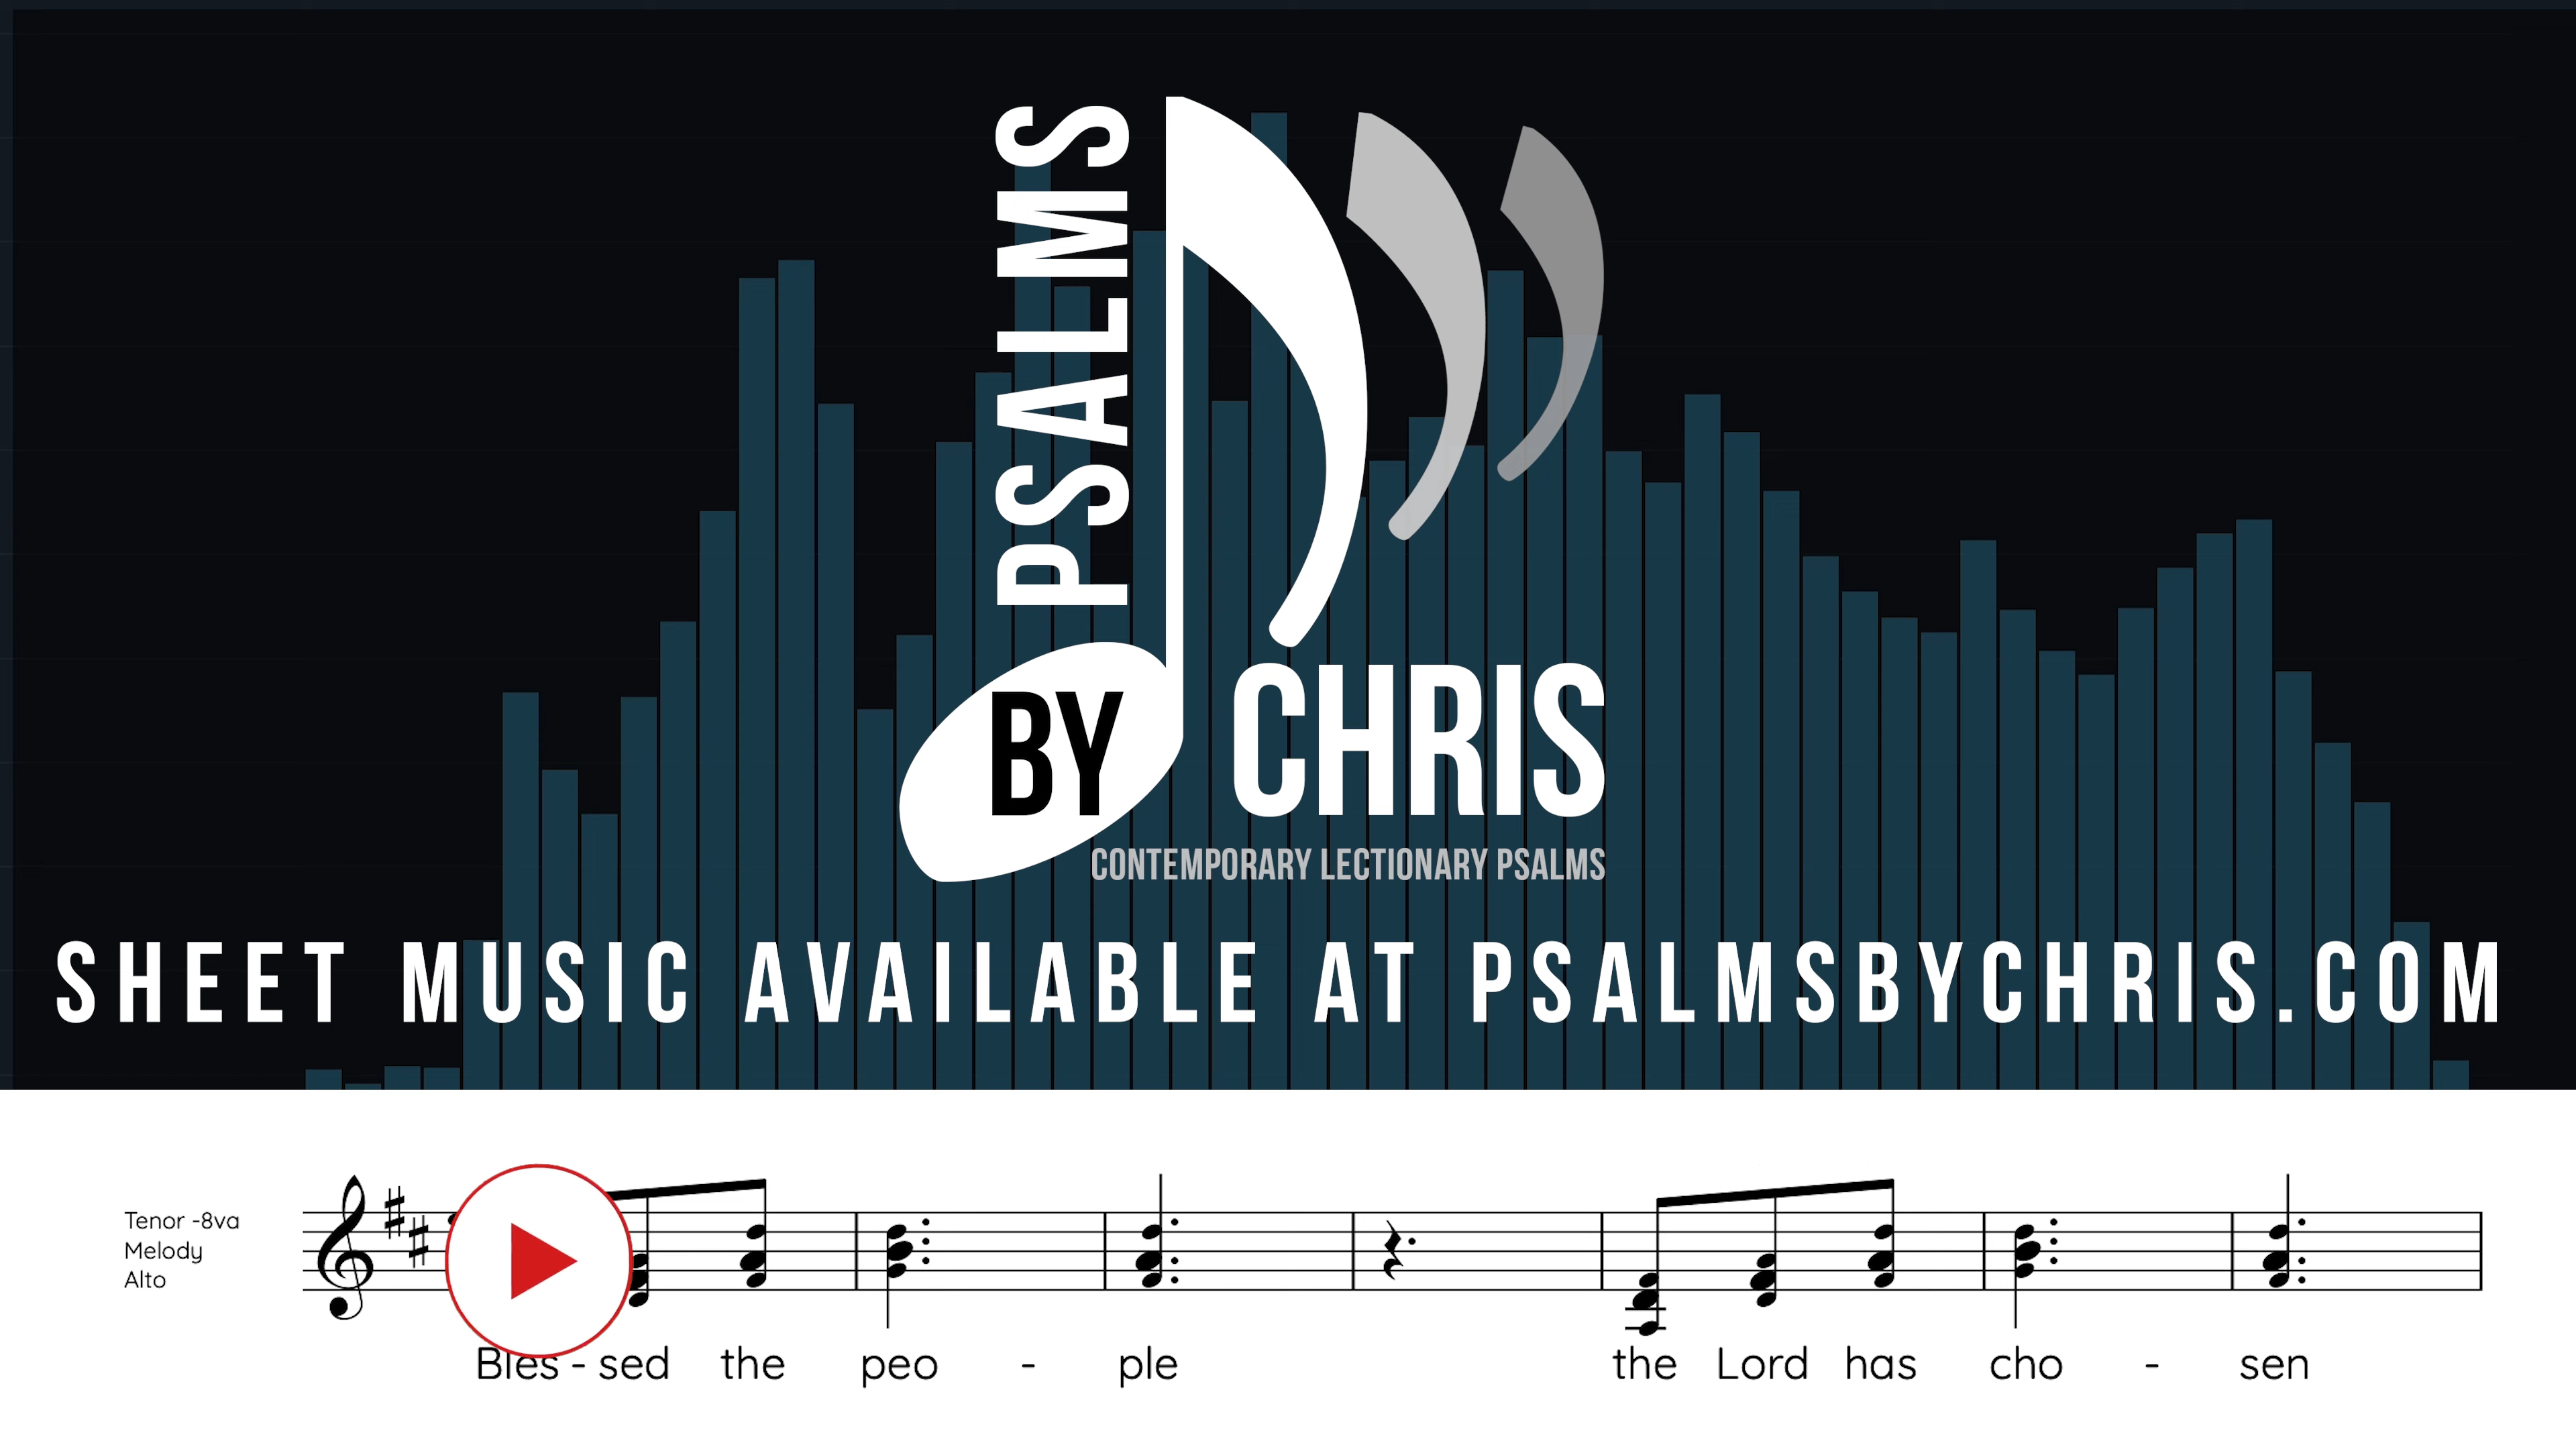 PSALMS
BY CHRIS
CONTEMPORARY LECTIONARY PSALMS
SHEET MUSIC AVAILABLE AT PSALMSBYCHRIS.COM
Tenor -8va
Melody
Alto
Bles - sed the peo - ple the Lord has cho - sen